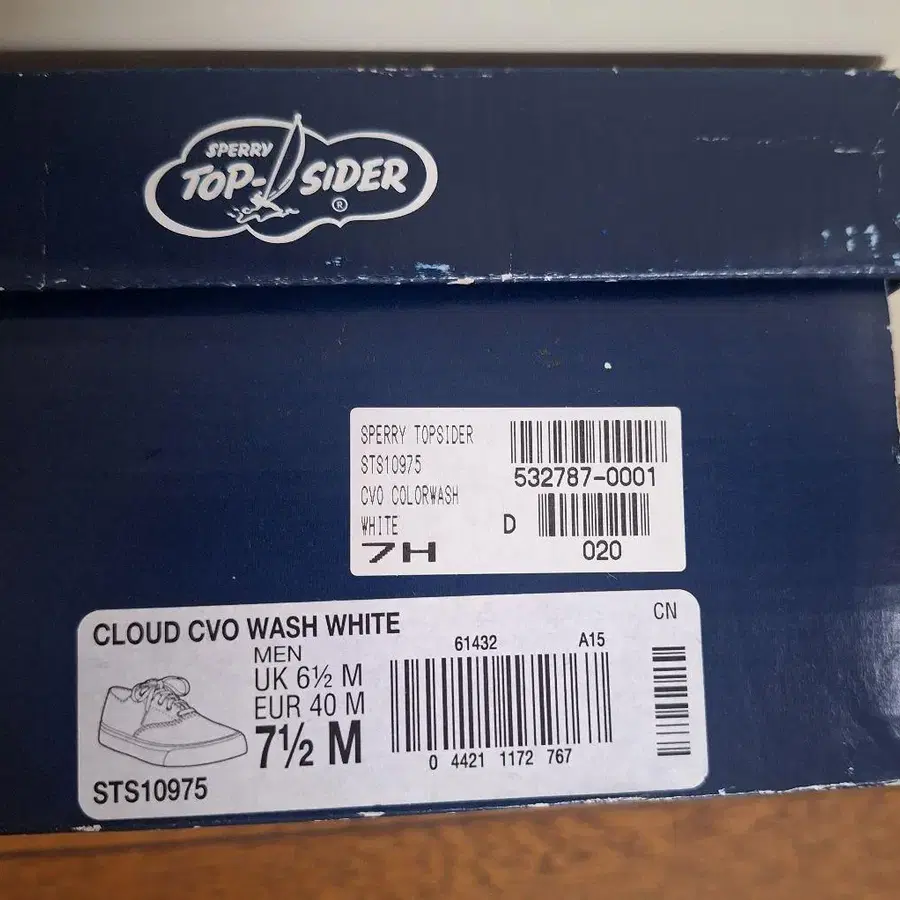 SPERRY
TOP-SIDER
®
SPERRY TOPSIDER
STS10975
532787-0001
CVO COLORWASH
WHITE
D
7H
020
CLOUD CVO WASH WHITE
CN
MEN
61432
A15
UK 6½ M
EUR 40 M
7½ M
0 4421 1172 767
STS10975